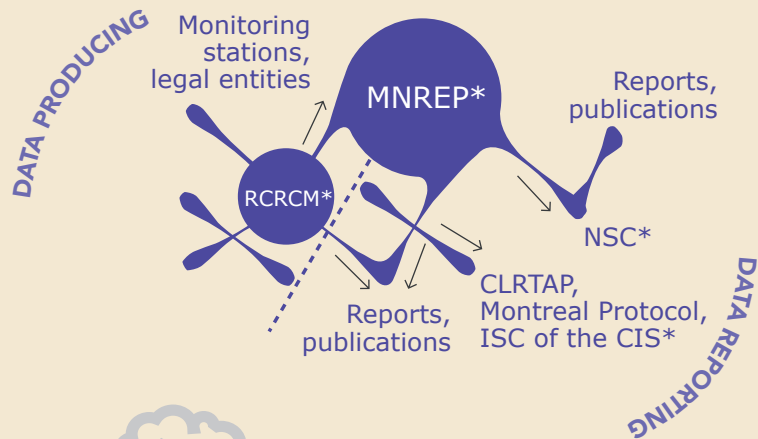 DATA PRODUCING
Monitoring
stations,
legal entities
MNREP*
Reports,
publications
RCRCM*
NSC*
CLRTAP,
Montreal Protocol,
ISC of the CIS*
Reports,
publications
DATA REPORTING